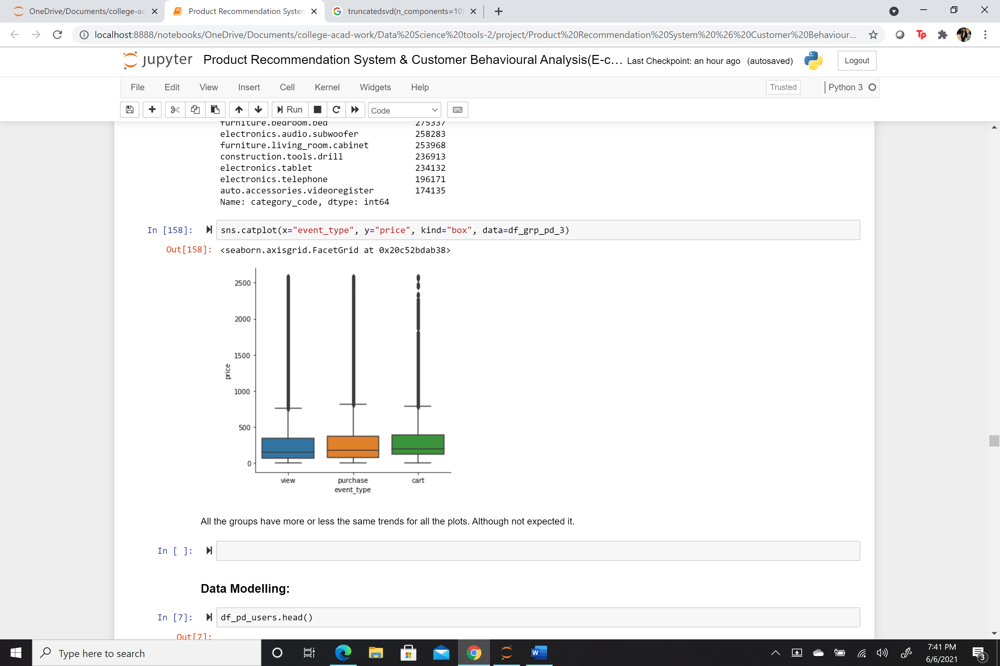 OneDrive/Documents/college-ac
Product Recommendation System
truncatedsvd(n_components=10)
localhost:8888/notebooks/OneDrive/Documents/college-acad-work/Data%20Science%20tools-2/project/Product%20Recommendation%20System%20%26%20Customer%20Behaviour...
Tp
jupyter Product Recommendation System & Customer Behavioural Analysis(E-c... Last Checkpoint: an hour ago (autosaved) Logout
File Edit View Insert Cell Kernel Widgets Help Trusted Python 3
Run Code
furniture.bedroom.bed 275337
electronics.audio.subwoofer 258283
furniture.living_room.cabinet 253968
construction.tools.drill 236913
electronics.tablet 234132
electronics.telephone 196171
auto.accessories.videoregister 174135
Name: category_code, dtype: int64
In [158]: sns.catplot(x="event_type", y="price", kind="box", data=df_grp_pd_3)
Out[158]: <seaborn.axisgrid.FacetGrid at 0x20c52bdab38>
2500
2000
1500
price
1000
500
0
view purchase cart
event_type
All the groups have more or less the same trends for all the plots. Although not expected it.
In [ ]:
Data Modelling:
In [7]: df_pd_users.head()
Out[7]:
Type here to search
W
7:41 PM
6/6/2021
3